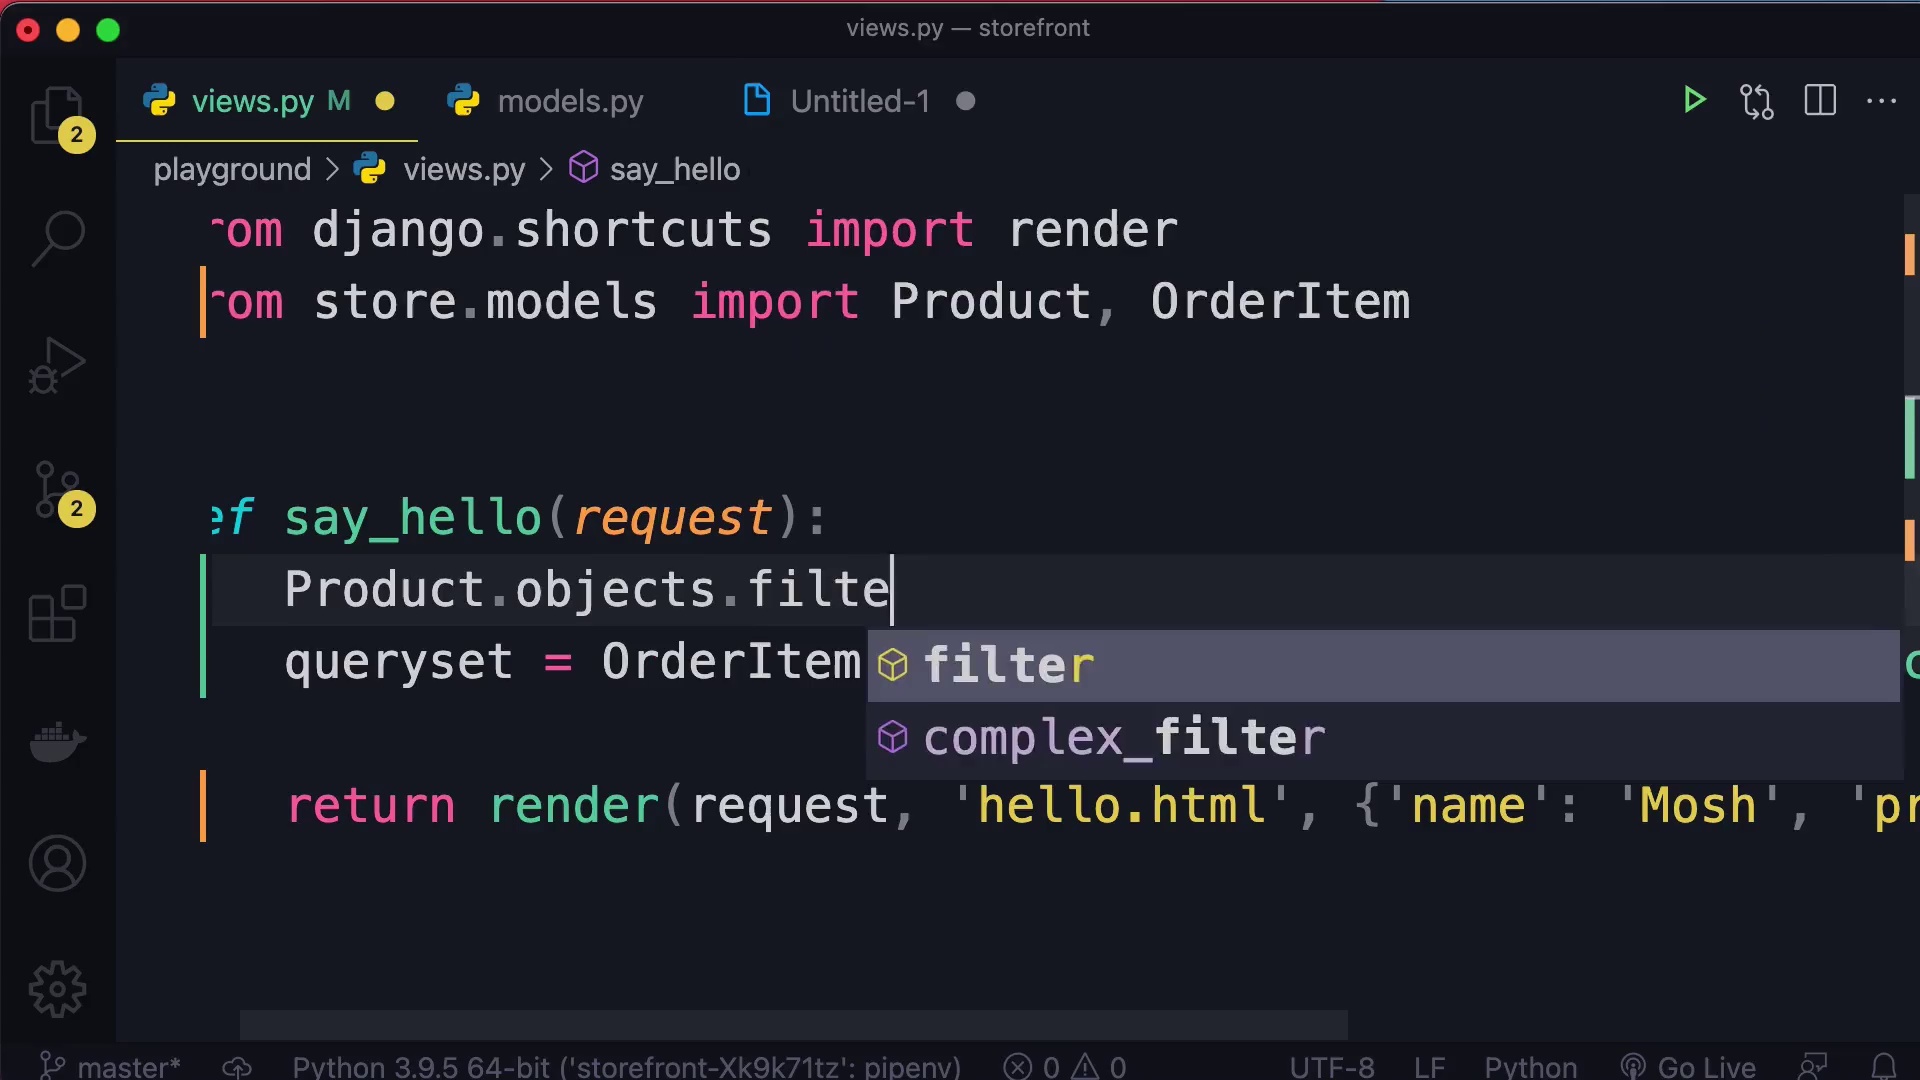 views.py — storefront
views.py M models.py Untitled-1
2
playground > views.py > say_hello
rom django.shortcuts import render
rom store.models import Product, OrderItem
ef say_hello(request):
2
Product.objects.filte
queryset = OrderItem
filter
complex_filter
return render(request, 'hello.html', {'name': 'Mosh', 'pr
master* Python 3.9.5 64-bit ('storefront-Xk9k71tz': pipenv) 0 0 UTF-8 LF Python Go Live